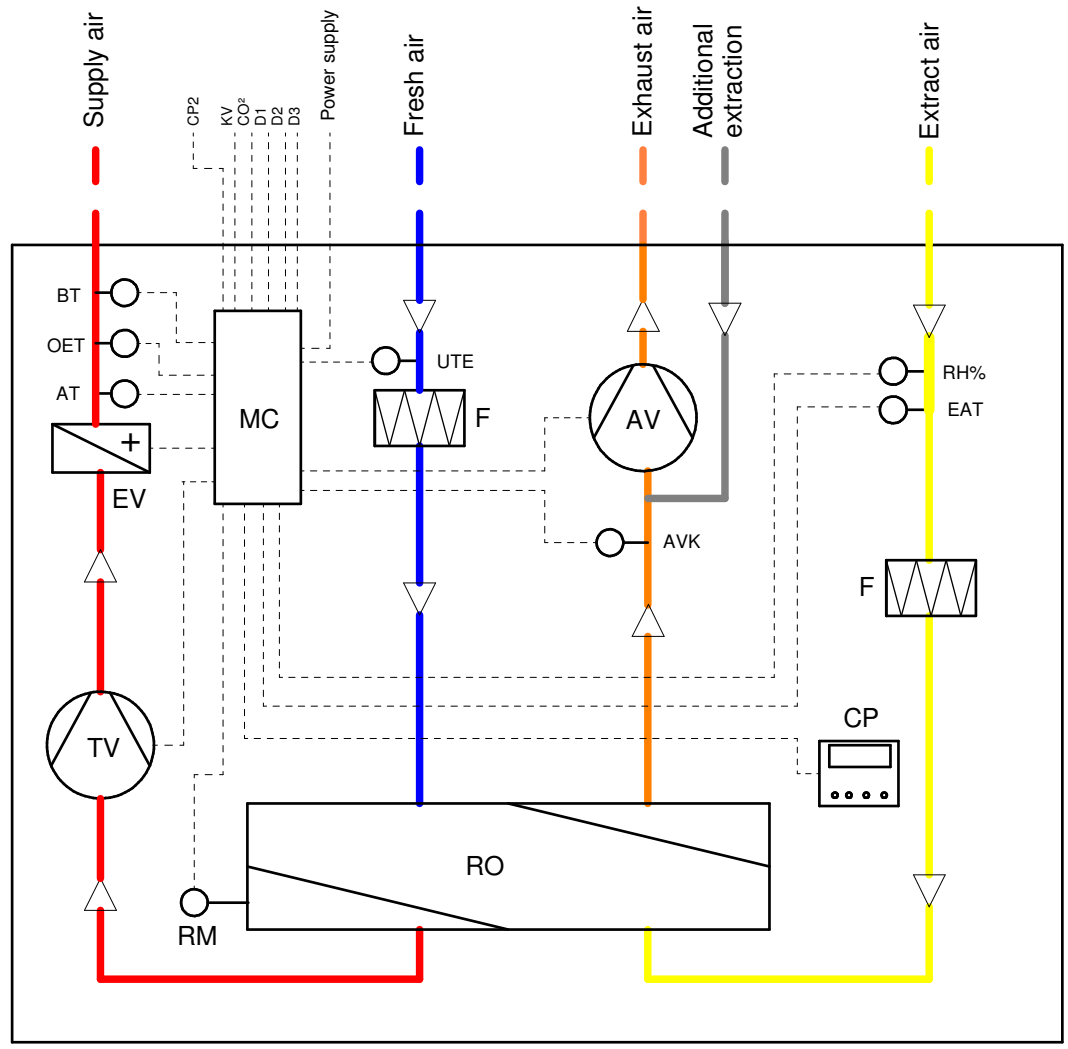 Supply air
CP2
KV
CO²
D1
D2
D3
Power supply
Fresh air
Exhaust air
Additional
extraction
Extract air
BT
OET
AT
MC
UTE
F
AV
RH%
EAT
+
EV
AVK
F
TV
CP
RO
RM